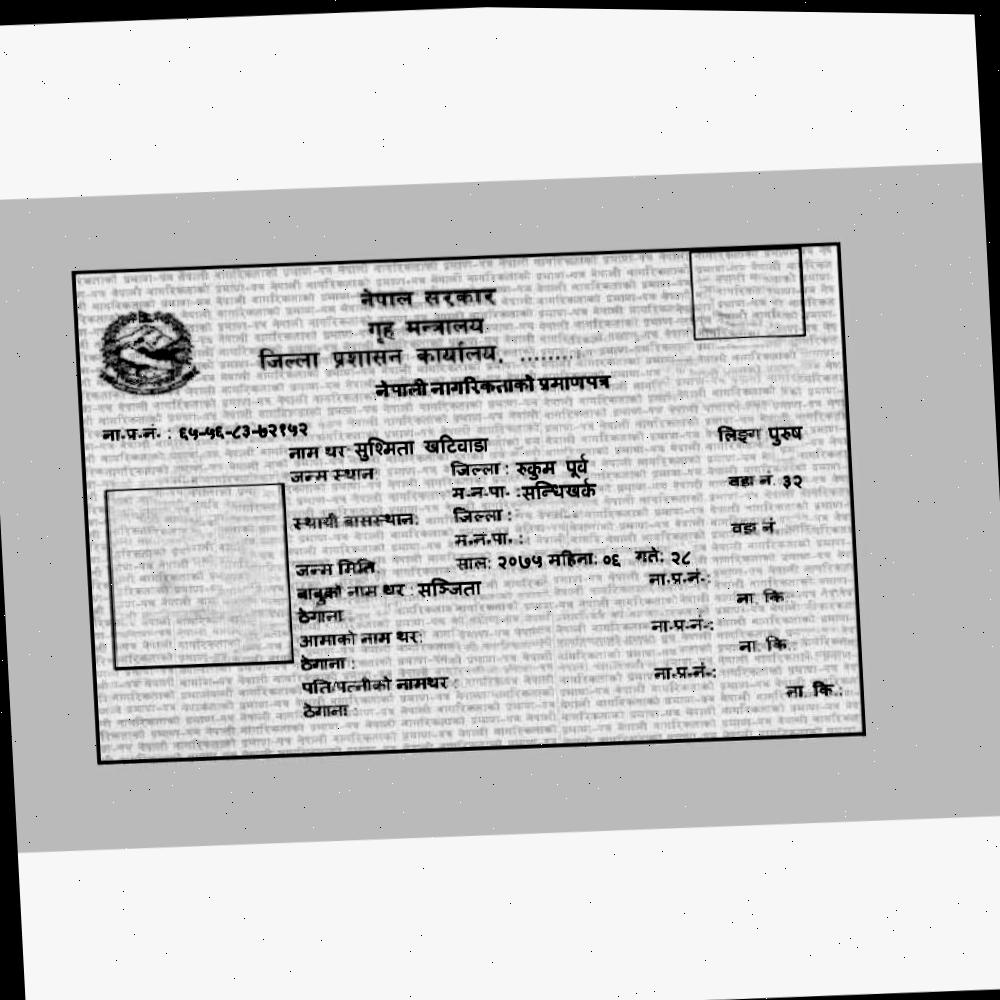 नेपाल सरकार
गृह मन्त्रालय
जिल्ला प्रशासन कार्यालय, ........
नेपाली नागरिकताको प्रमाणपत्र
ना.प्र.नं. : ६५-५६-८३-७२१५२
नाम थर सुश्मिता खटिवाडा लिङ्ग पुरुष
जन्म स्थान: जिल्ला : रुकुम पूर्व
म.न.पा. :सन्धिखर्क वडा नं. ३२
स्थायी बासस्थान: जिल्ला :
म.न.पा. : वडा नं
जन्म मिति: साल: २०७५ महिना: ०६ गते: २८
बाबुको नाम थर : सञ्जिता ना.प्र.नं.:
ठेगाना : ना. कि.:
आमाको नाम थर: ना.प्र.नं.:
ठेगाना : ना. कि.:
पति/पत्नीको नामथर : ना.प्र.नं.:
ठेगाना : ना. कि.: